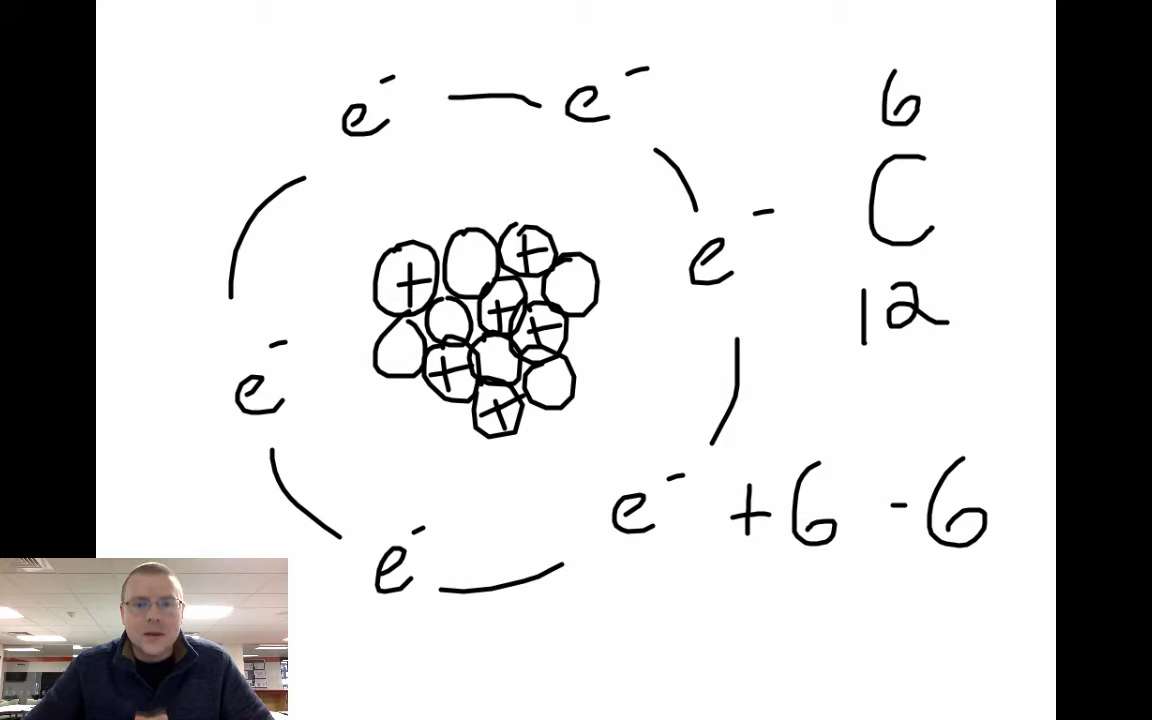 e⁻ e⁻
6
C
12
e⁻
+ + + + + +
e⁻
e⁻ +6 -6
e⁻